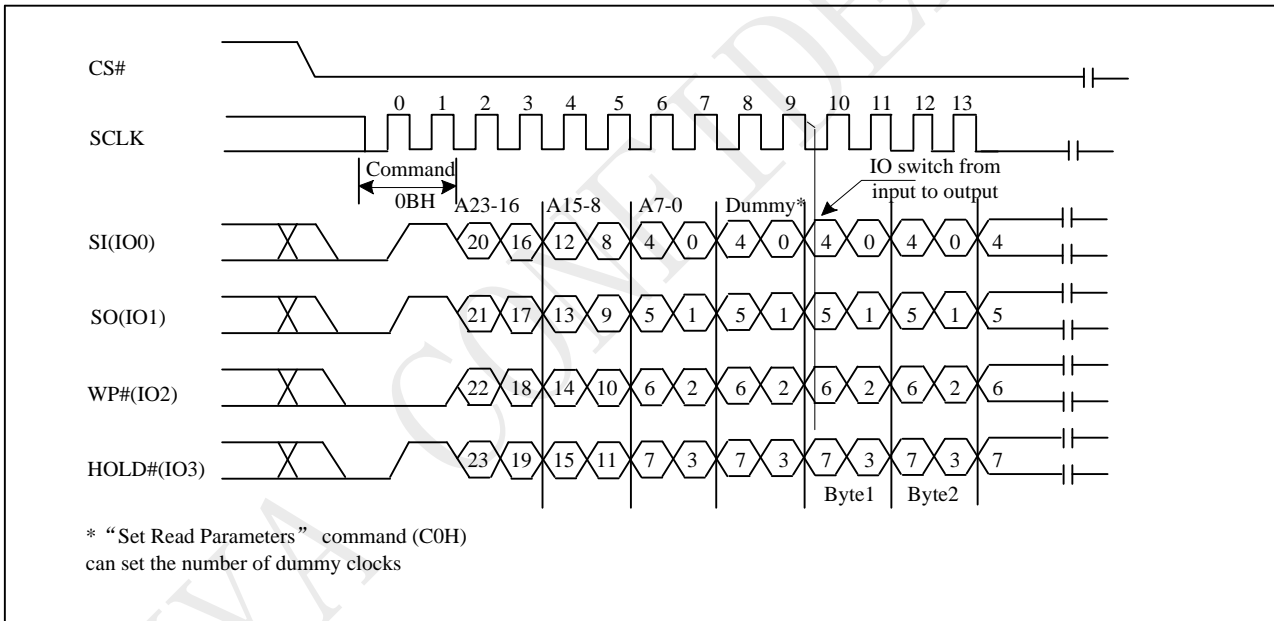 CS#
0 1 2 3 4 5 6 7 8 9 10 11 12 13
SCLK
Command
0BH
IO switch from
input to output
A23-16 A15-8 A7-0 Dummy*
SI(IO0) 20 16 12 8 4 0 4 0 4 0 4 0 4
SO(IO1) 21 17 13 9 5 1 5 1 5 1 5 1 5
WP#(IO2) 22 18 14 10 6 2 6 2 6 2 6 2 6
HOLD#(IO3) 23 19 15 11 7 3 7 3 7 3 7 3 7
Byte1 Byte2
* “Set Read Parameters” command (C0H)
can set the number of dummy clocks